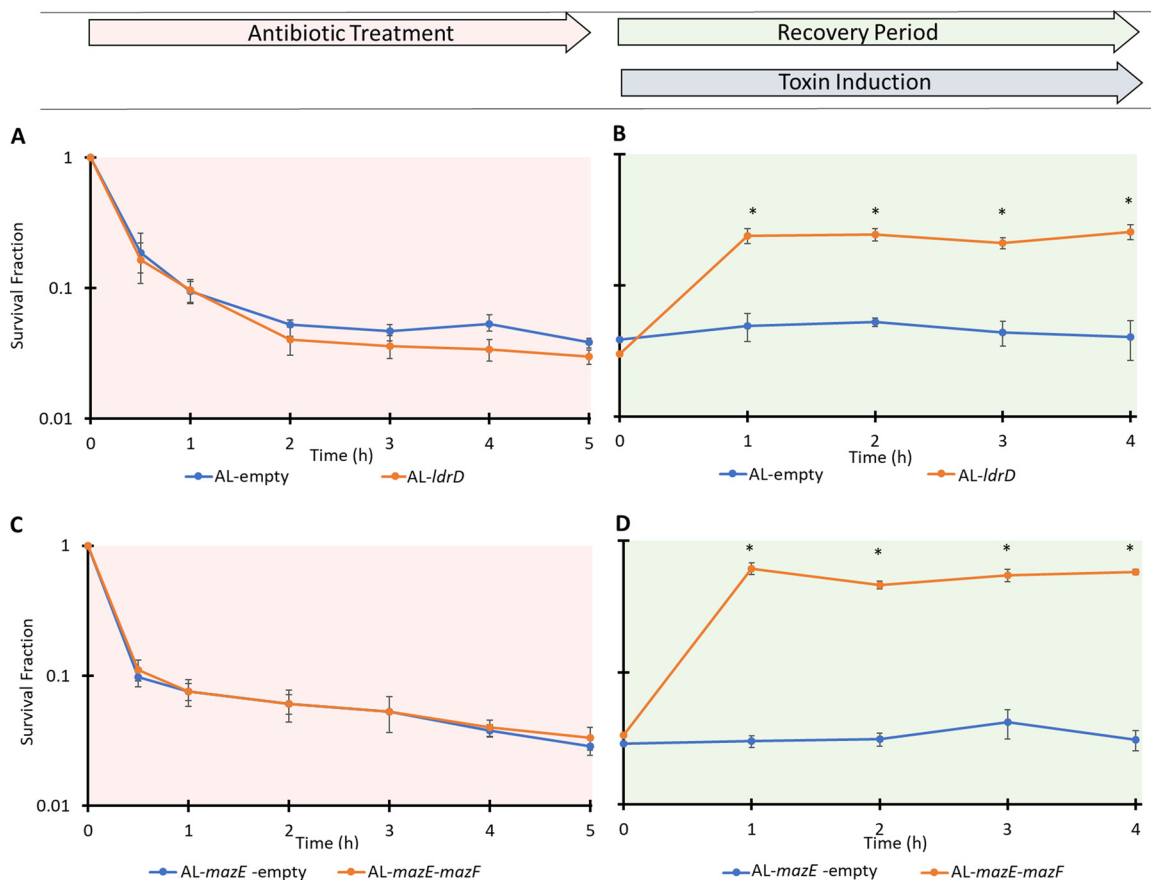 Antibiotic Treatment
Recovery Period
Toxin Induction
A
B
Survival Fraction
1
0.1
0.01
0 1 2 3 4 5
Time (h)
AL-empty AL-ldrD
* * * *
0 1 2 3 4
Time (h)
AL-empty AL-ldrD
C
D
Survival Fraction
1
0.1
0.01
0 1 2 3 4 5
Time (h)
AL-mazE -empty AL-mazE-mazF
* * * *
0 1 2 3 4
Time (h)
AL-mazE -empty AL-mazE-mazF